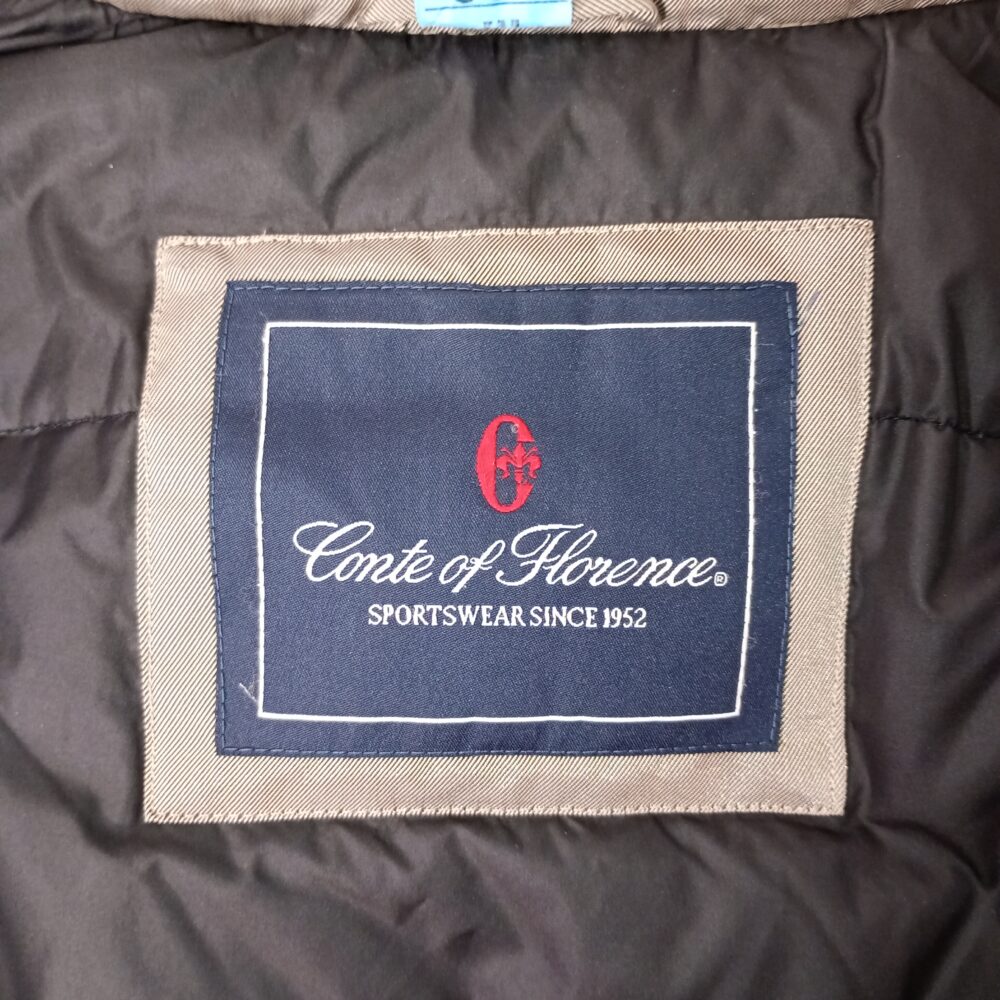 C
Conte of Florence®
SPORTSWEAR SINCE 1952